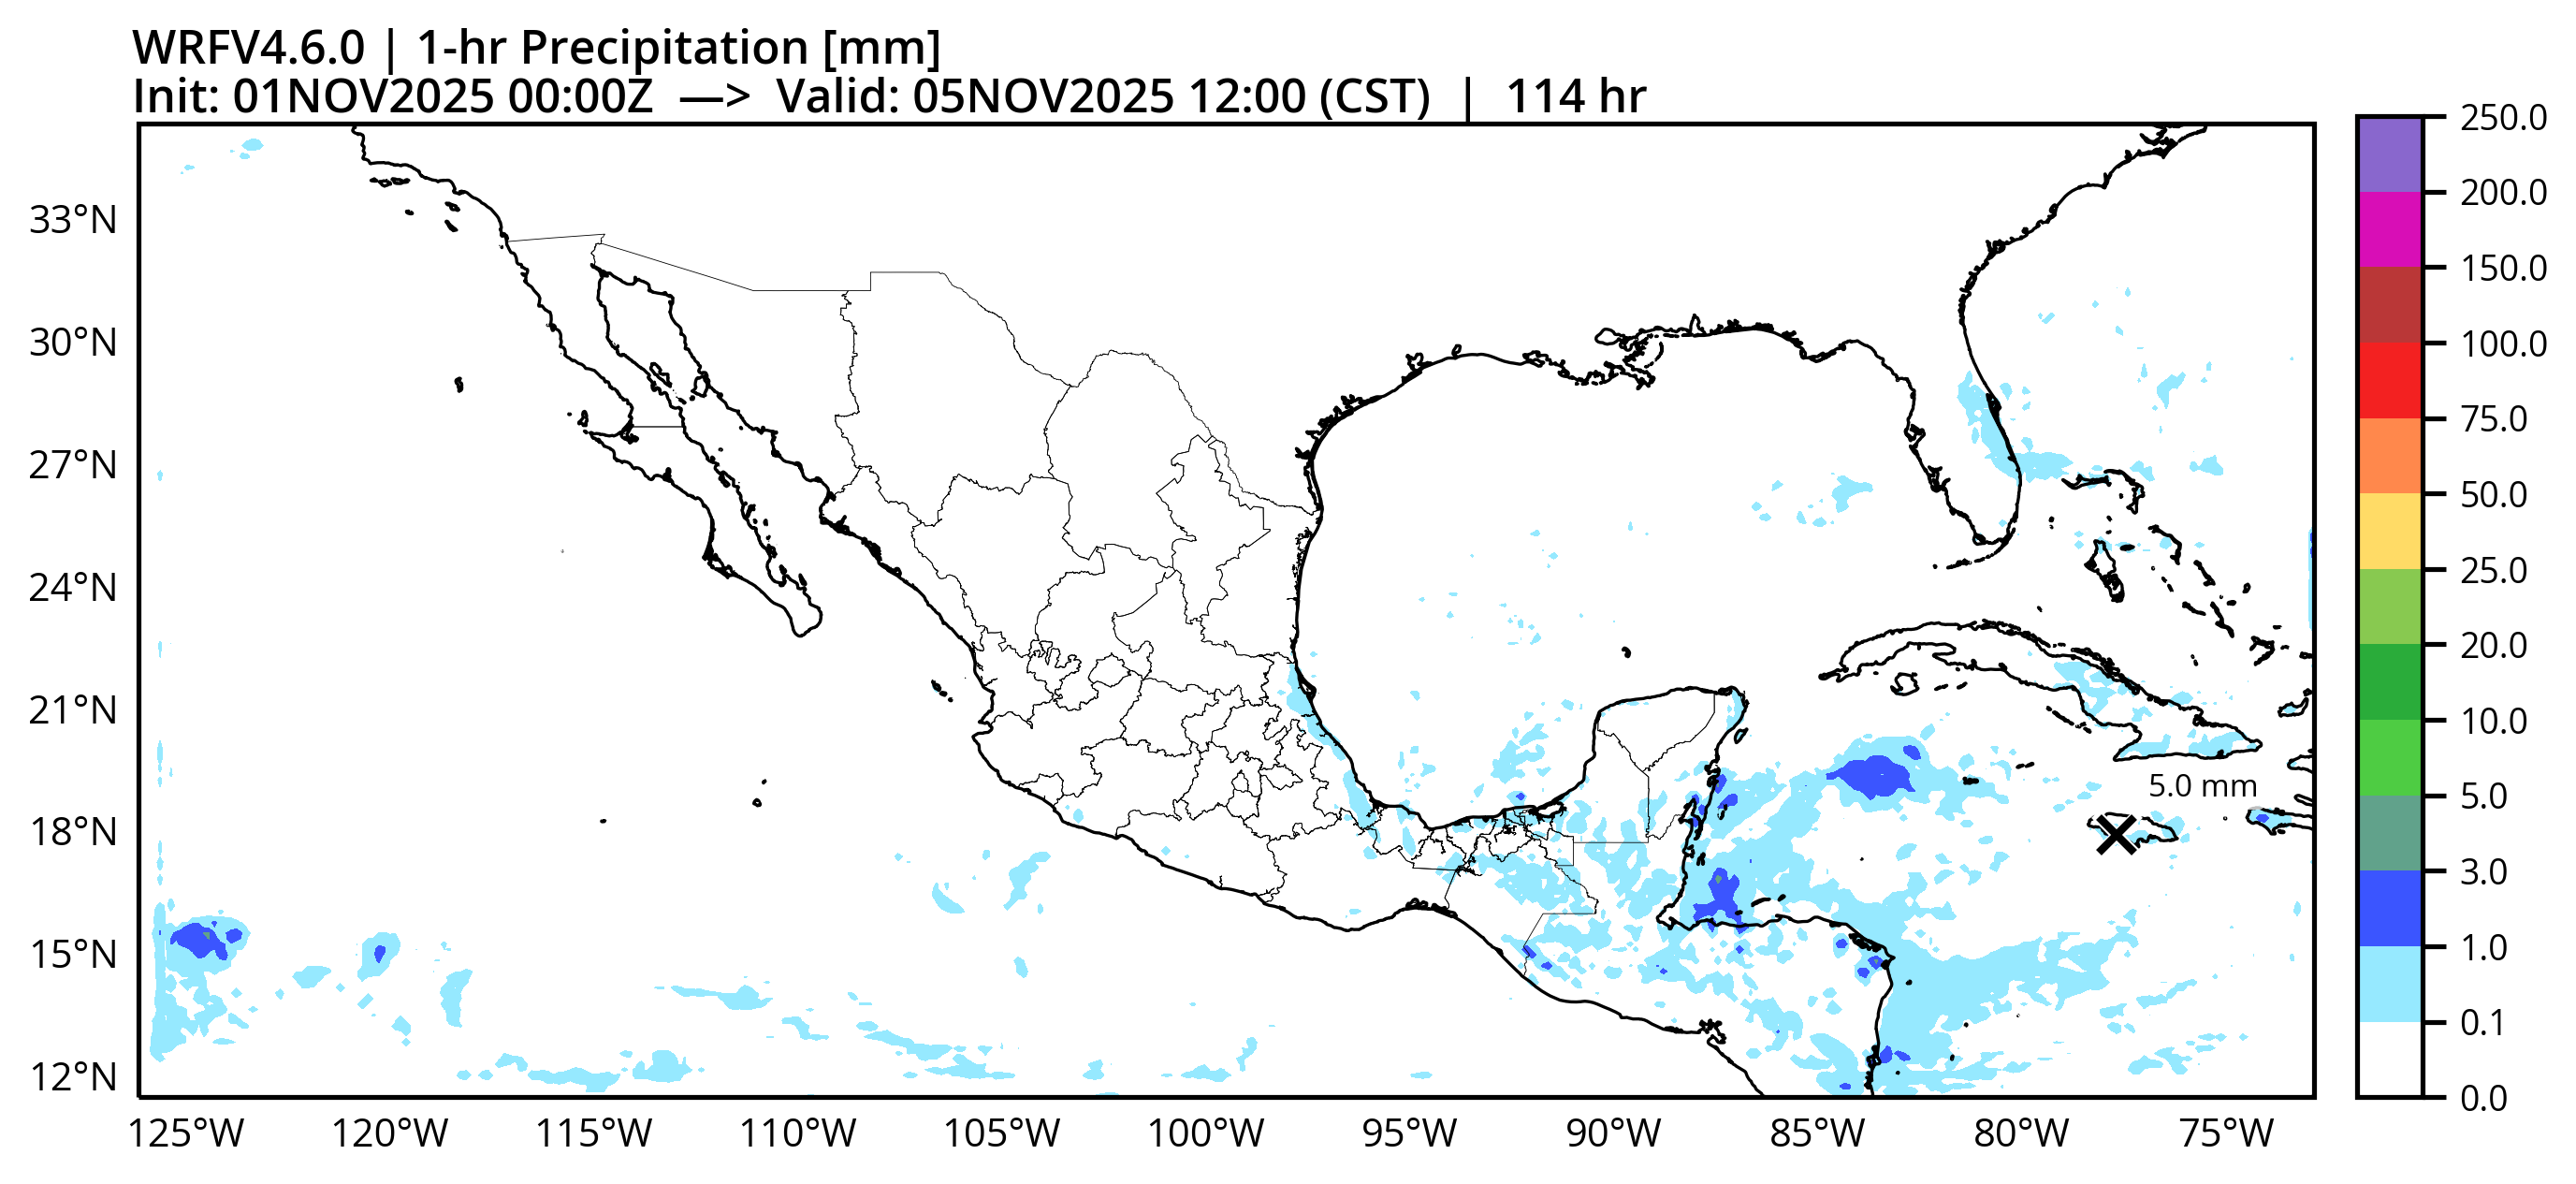 WRFV4.6.0 | 1-hr Precipitation [mm]
Init: 01NOV2025 00:00Z —> Valid: 05NOV2025 12:00 (CST) | 114 hr
33°N
30°N
27°N
24°N
21°N
18°N
15°N
12°N
125°W 120°W 115°W 110°W 105°W 100°W 95°W 90°W 85°W 80°W 75°W
5.0 mm
250.0
200.0
150.0
100.0
75.0
50.0
25.0
20.0
10.0
5.0
3.0
1.0
0.1
0.0